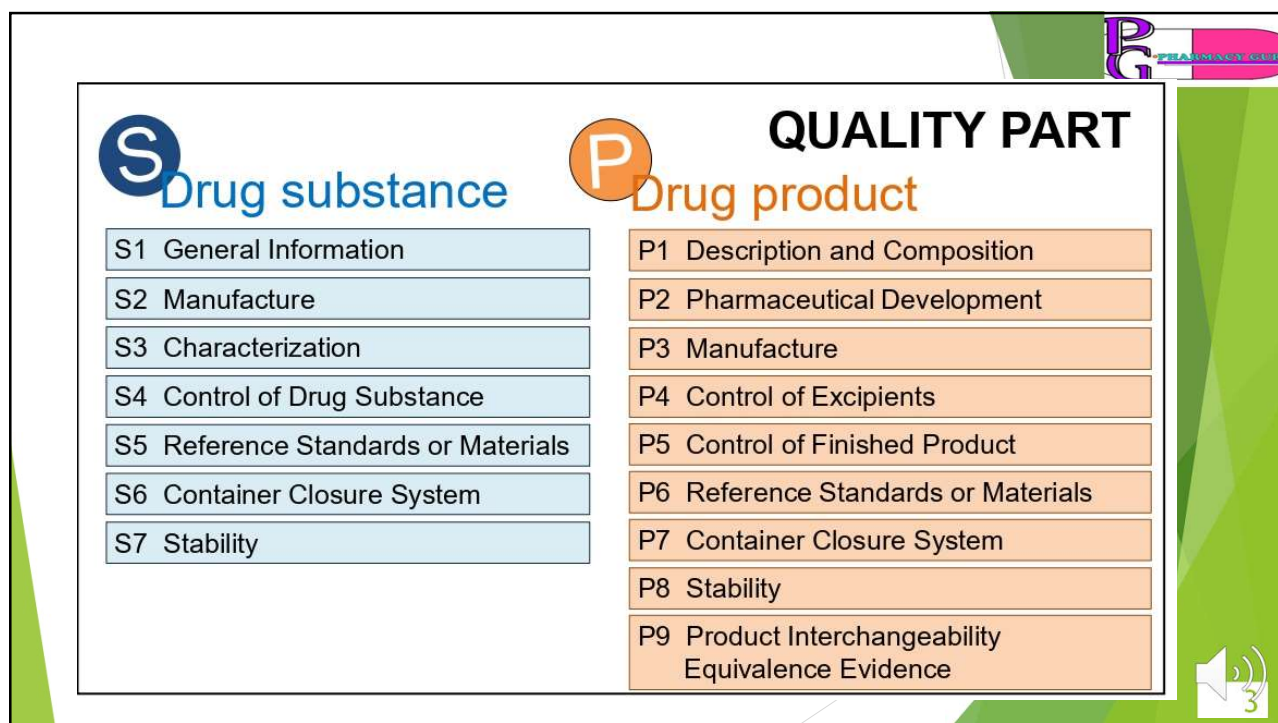 PG
PHARMACY GUI
QUALITY PART
S
Drug substance
S1 General Information
S2 Manufacture
S3 Characterization
S4 Control of Drug Substance
S5 Reference Standards or Materials
S6 Container Closure System
S7 Stability
P
Drug product
P1 Description and Composition
P2 Pharmaceutical Development
P3 Manufacture
P4 Control of Excipients
P5 Control of Finished Product
P6 Reference Standards or Materials
P7 Container Closure System
P8 Stability
P9 Product Interchangeability
Equivalence Evidence
3